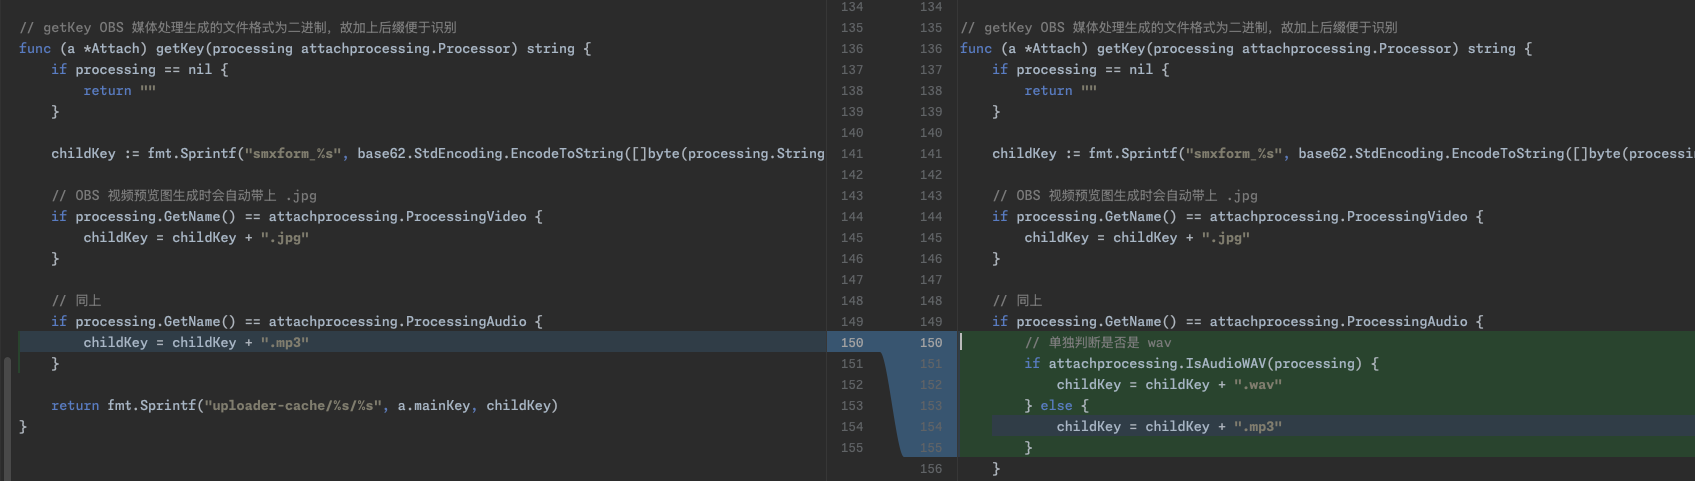 // getKey OBS 媒体处理生成的文件格式为二进制，故加上后缀便于识别
func (a *Attach) getKey(processing attachprocessing.Processor) string {
if processing == nil {
return ""
}
childKey := fmt.Sprintf("smxform_%s", base62.StdEncoding.EncodeToString([]byte(processing.String
// OBS 视频预览图生成时会自动带上 .jpg
if processing.GetName() == attachprocessing.ProcessingVideo {
childKey = childKey + ".jpg"
}
// 同上
if processing.GetName() == attachprocessing.ProcessingAudio {
childKey = childKey + ".mp3"
}
return fmt.Sprintf("uploader-cache/%s/%s", a.mainKey, childKey)
}
134 134
135 135
136 136
137 137
138 138
139 139
140 140
141 141
142 142
143 143
144 144
145 145
146 146
147 147
148 148
149 149
150 150
151 151
152 152
153 153
154 154
155 155
156
// getKey OBS 媒体处理生成的文件格式为二进制，故加上后缀便于识别
func (a *Attach) getKey(processing attachprocessing.Processor) string {
if processing == nil {
return ""
}
childKey := fmt.Sprintf("smxform_%s", base62.StdEncoding.EncodeToString([]byte(processin
// OBS 视频预览图生成时会自动带上 .jpg
if processing.GetName() == attachprocessing.ProcessingVideo {
childKey = childKey + ".jpg"
}
// 同上
if processing.GetName() == attachprocessing.ProcessingAudio {
// 单独判断是否是 wav
if attachprocessing.IsAudioWAV(processing) {
childKey = childKey + ".wav"
} else {
childKey = childKey + ".mp3"
}
}